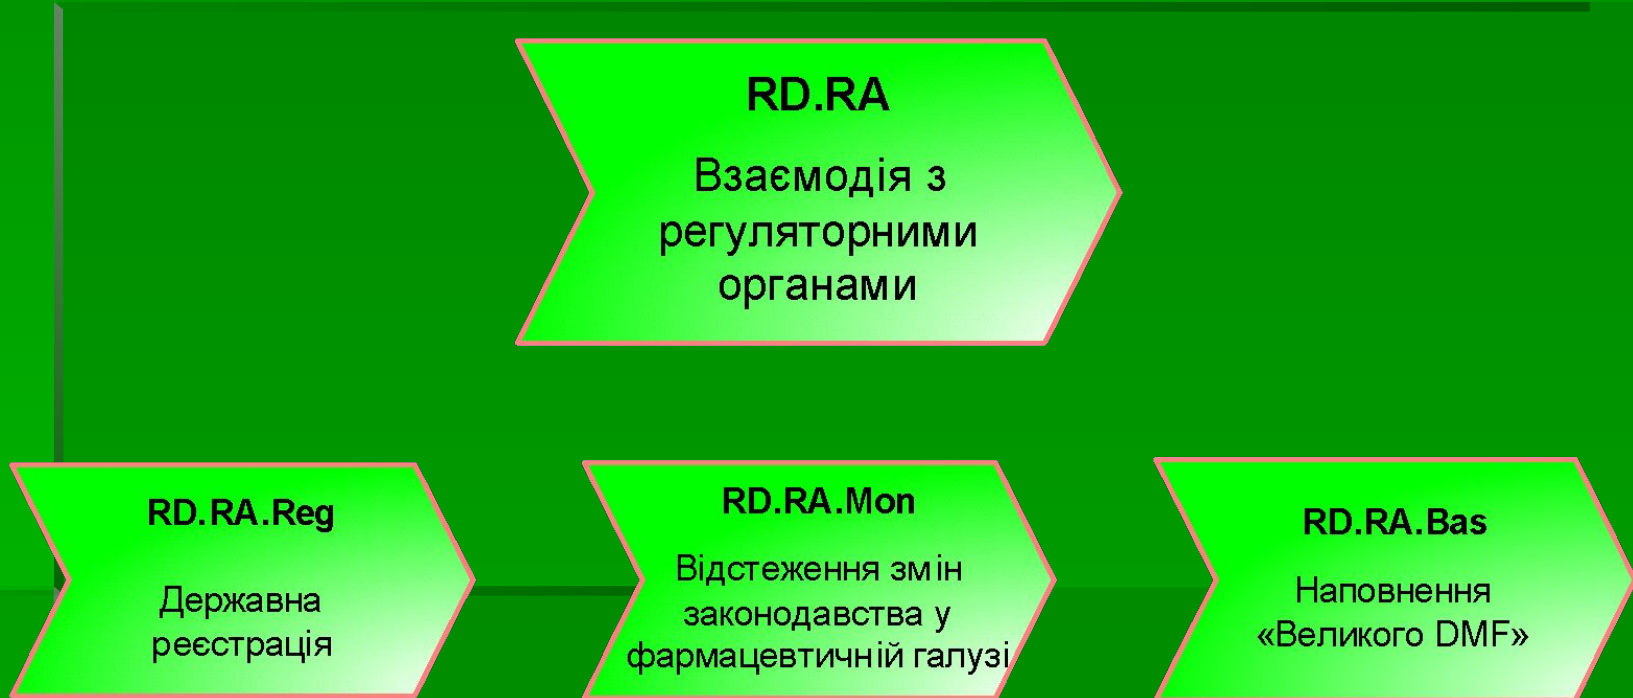 RD.RA
Взаємодія з
регуляторними
органами
RD.RA.Reg
Державна
реєстрація
RD.RA.Mon
Відстеження змін
законодавства у
фармацевтичній галузі
RD.RA.Bas
Наповнення
«Великого DMF»